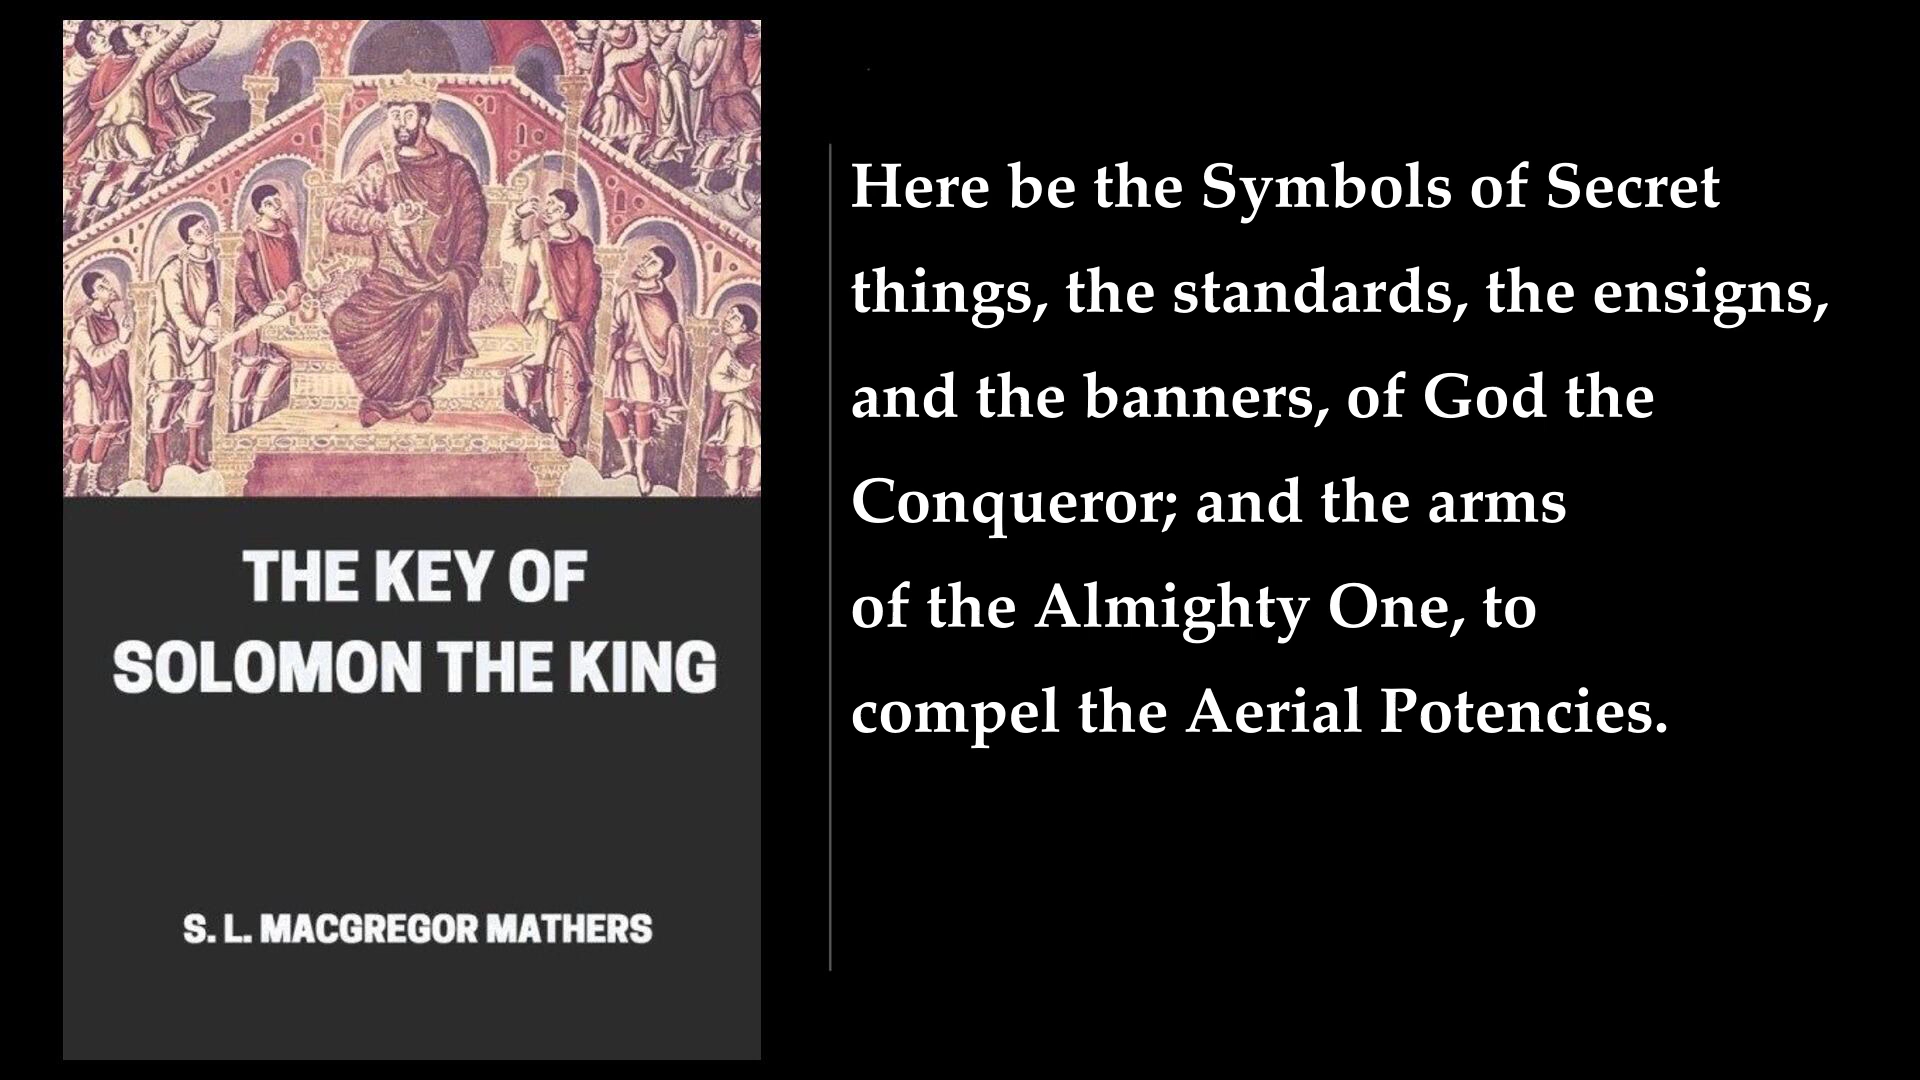 THE KEY OF
SOLOMON THE KING
S. L. MACGREGOR MATHERS
Here be the Symbols of Secret
things, the standards, the ensigns,
and the banners, of God the
Conqueror; and the arms
of the Almighty One, to
compel the Aerial Potencies.